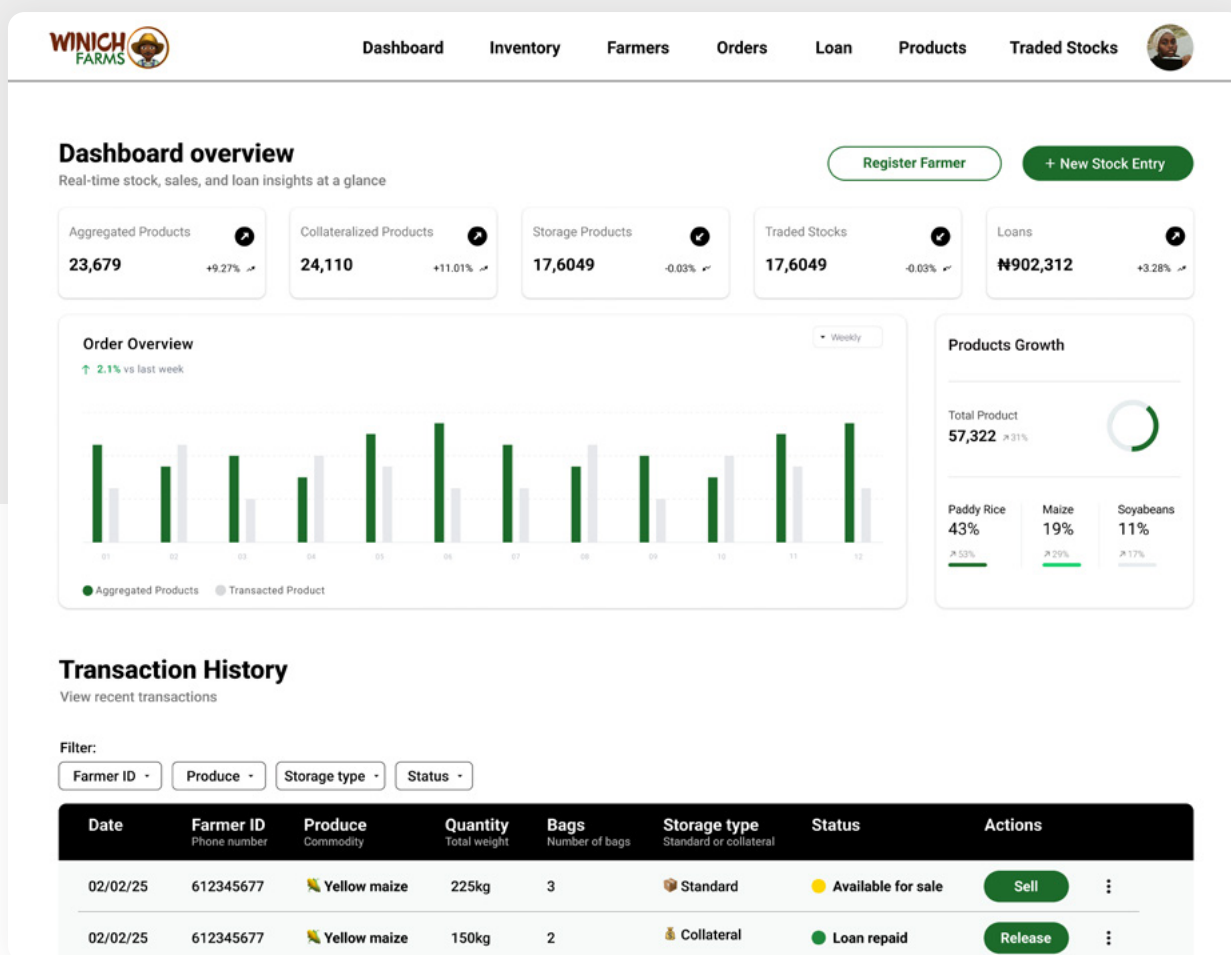 WINICH
FARMS
Dashboard Inventory Farmers Orders Loan Products Traded Stocks
Dashboard overview
Real-time stock, sales, and loan insights at a glance
Register Farmer
+ New Stock Entry
Aggregated Products
23,679
+9.27%
Collateralized Products
24,110
+11.01%
Storage Products
17,6049
-0.03%
Traded Stocks
17,6049
-0.03%
Loans
₦902,312
+3.28%
Order Overview
↑ 2.1% vs last week
Weekly
01 02 03 04 05 06 07 08 09 10 11 12
Aggregated Products Transacted Product
Products Growth
Total Product
57,322 ↗31%
Paddy Rice Maize Soyabeans
43% 19% 11%
↗53% ↗29% ↗17%
Transaction History
View recent transactions
Filter:
Farmer ID Produce Storage type Status
Date Farmer ID Produce Quantity Bags Storage type Status Actions
Phone number Commodity Total weight Number of bags Standard or collateral
02/02/25 612345677 🌽 Yellow maize 225kg 3 📦 Standard Available for sale Sell
02/02/25 612345677 🌽 Yellow maize 150kg 2 💰 Collateral Loan repaid Release